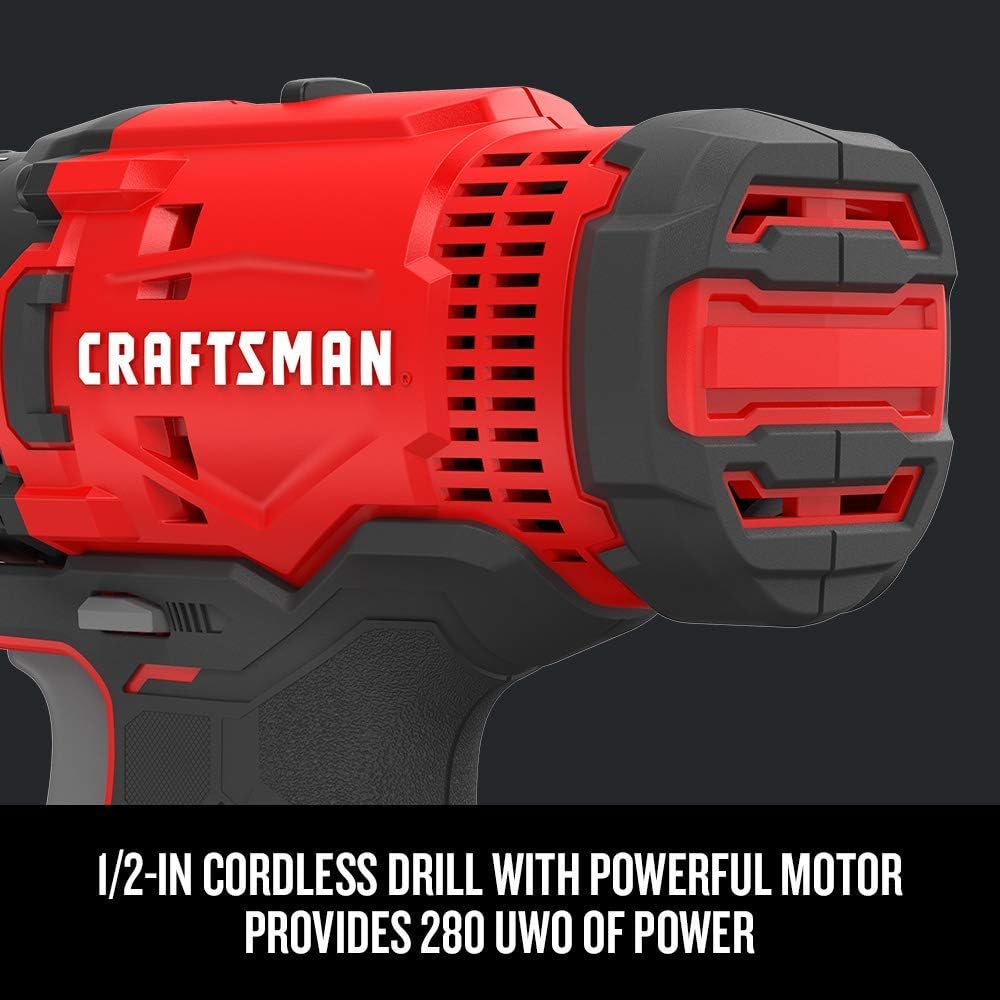 CRAFTSMAN®
1/2-IN CORDLESS DRILL WITH POWERFUL MOTOR
PROVIDES 280 UWO OF POWER